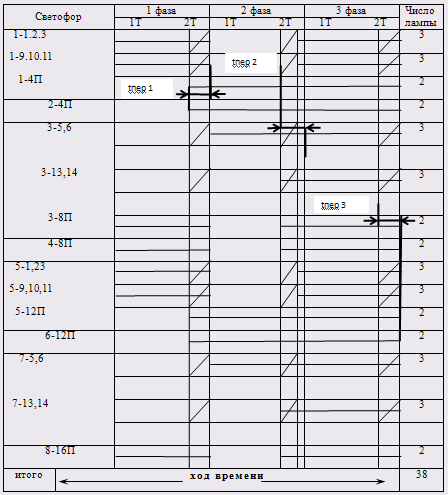 Светофор 1 фаза 2 фаза 3 фаза Число лампы
1Т 2Т 1Т 2Т 1Т 2Т
1-1.2.3 3
1-9.10.11 3
tпер 2
1-4П 2
tпер 1
2-4П 2
3-5,6 3
3-13,14 3
tпер 3
3-8П 2
4-8П 2
5-1,23 3
5-9,10,11 3
5-12П 2
6-12П 2
7-5,6 3
7-13,14 3
8-16П 2
итого ход времени 38